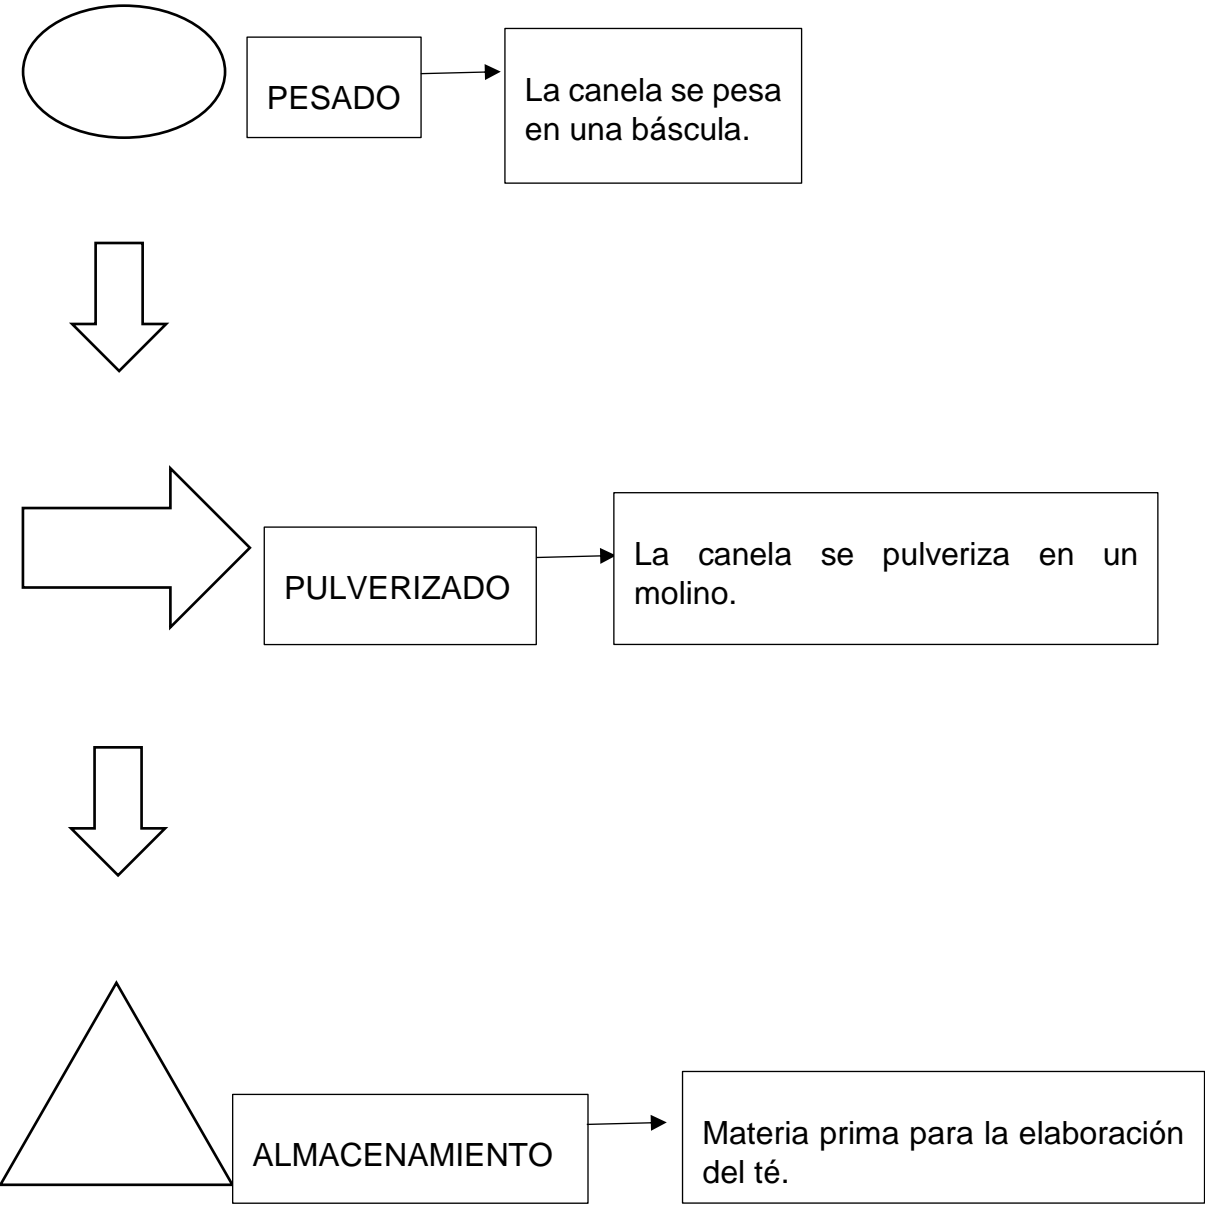 PESADO
La canela se pesa
en una báscula.
PULVERIZADO
La canela se pulveriza en un
molino.
ALMACENAMIENTO
Materia prima para la elaboración
del té.